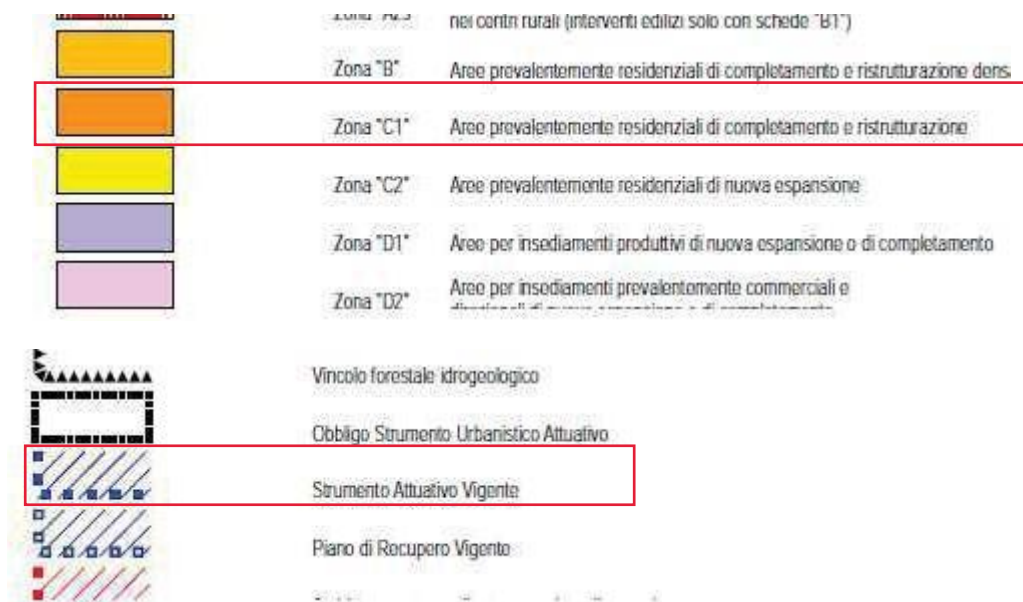 nei centri rurali (interventi edilizi solo con schede "B1")
Zona "B" Aree prevalentemente residenziali di completamento e ristrutturazione dens
Zona "C1" Aree prevalentemente residenziali di completamento e ristrutturazione
Zona "C2" Aree prevalentemente residenziali di nuova espansione
Zona "D1" Aree per insediamenti produttivi di nuova espansione o di completamento
Zona "D2" Aree per insediamenti prevalentemente commerciali e
Vincolo forestale idrogeologico
Obbligo Strumento Urbanistico Attuativo
Strumento Attuativo Vigente
Piano di Recupero Vigente